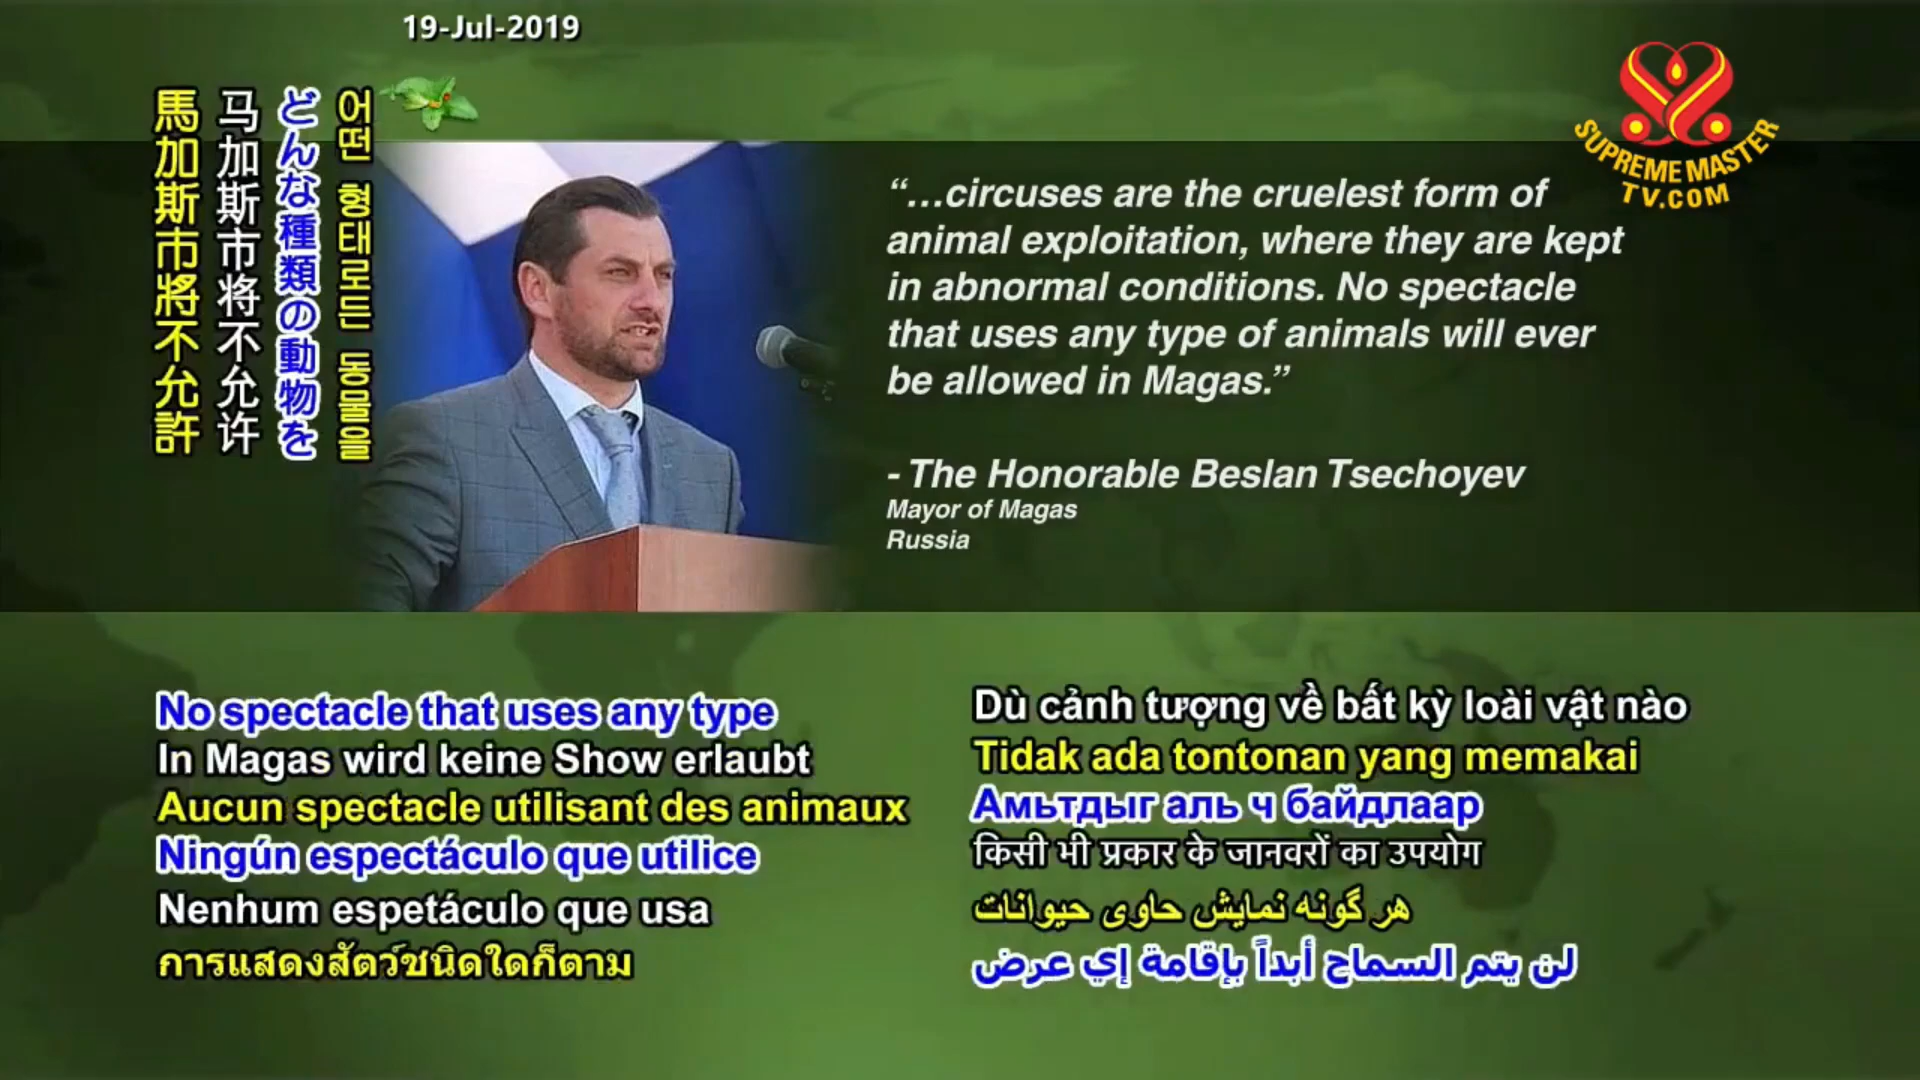 19-Jul-2019
馬加斯市將不允許
马加斯市将不允许
どんな種類の動物を
어떤 형태로든 동물을
SUPREME MASTER
TV.COM
“...circuses are the cruelest form of
animal exploitation, where they are kept
in abnormal conditions. No spectacle
that uses any type of animals will ever
be allowed in Magas.”
- The Honorable Beslan Tsechoyev
Mayor of Magas
Russia
No spectacle that uses any type
In Magas wird keine Show erlaubt
Aucun spectacle utilisant des animaux
Ningún espectáculo que utilice
Nenhum espetáculo que usa
การแสดงสัตว์ชนิดใดก็ตาม
Dù cảnh tượng về bất kỳ loài vật nào
Tidak ada tontonan yang memakai
Амьтдыг аль ч байдлаар
किसी भी प्रकार के जानवरों का उपयोग
هر گونه نمایش حاوی حیوانات
لن يتم السماح أبداً بإقامة إي عرض